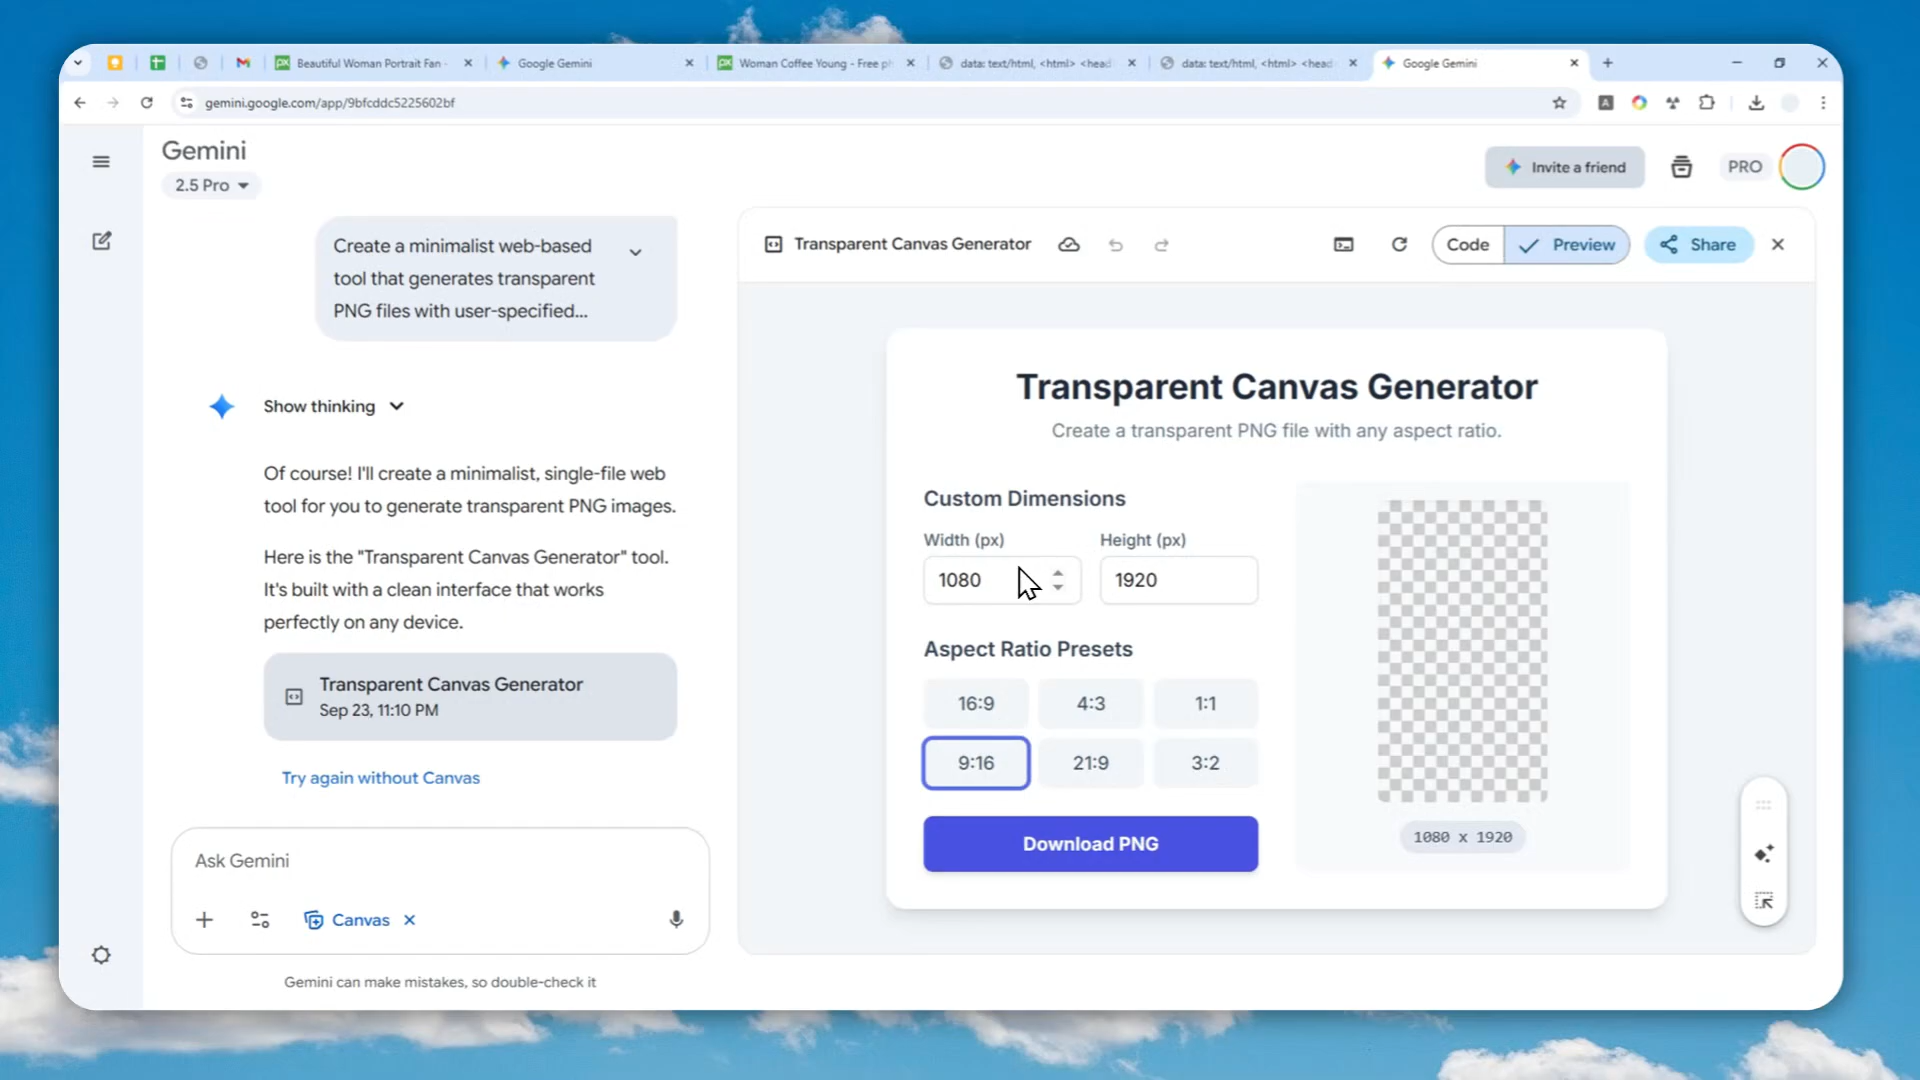 Beautiful Woman Portrait Fan -
Google Gemini
Woman Coffee Young - Free ph
data: text/html, <html> <head
data: text/html, <html> <head
Google Gemini
gemini.google.com/app/9bfcddc5225602bf
Gemini
2.5 Pro
Invite a friend
PRO
Create a minimalist web-based
tool that generates transparent
PNG files with user-specified...
Show thinking
Of course! I'll create a minimalist, single-file web
tool for you to generate transparent PNG images.
Here is the "Transparent Canvas Generator" tool.
It's built with a clean interface that works
perfectly on any device.
Transparent Canvas Generator
Sep 23, 11:10 PM
Try again without Canvas
Ask Gemini
Canvas
Gemini can make mistakes, so double-check it
Transparent Canvas Generator
Code
Preview
Share
Transparent Canvas Generator
Create a transparent PNG file with any aspect ratio.
Custom Dimensions
Width (px)
Height (px)
1080
1920
Aspect Ratio Presets
16:9
4:3
1:1
9:16
21:9
3:2
Download PNG
1080 x 1920